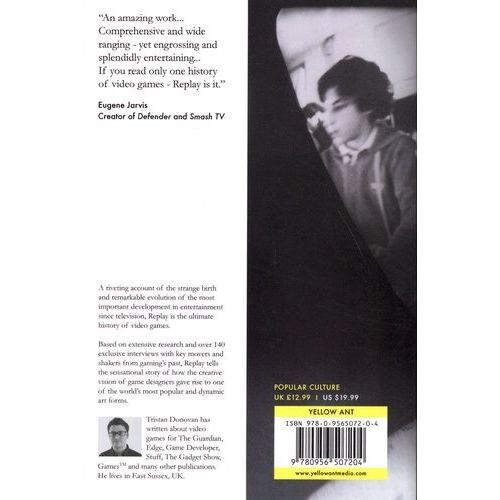 “An amazing work...
Comprehensive and wide
ranging - yet engrossing and
splendidly entertaining...
If you read only one history
of video games - Replay is it.”
Eugene Jarvis
Creator of Defender and Smash TV
A riveting account of the strange birth
and remarkable evolution of the most
important development in entertainment
since television, Replay is the ultimate
history of video games.
Based on extensive research and over 140
exclusive interviews with key movers and
shakers from gaming's past, Replay tells
the sensational story of how the creative
vision of game designers gave rise to one
of the world's most popular and dynamic
art forms.
Tristan Donovan has
written about video
games for The Guardian,
Edge, Game Developer,
Stuff, The Gadget Show,
Games™ and many other publications.
He lives in East Sussex, UK.
POPULAR CULTURE
UK £12.99 | US $19.99
YELLOW ANT
ISBN 978-0-9565072-0-4
9 780956 507204
www.yellowantmedia.com